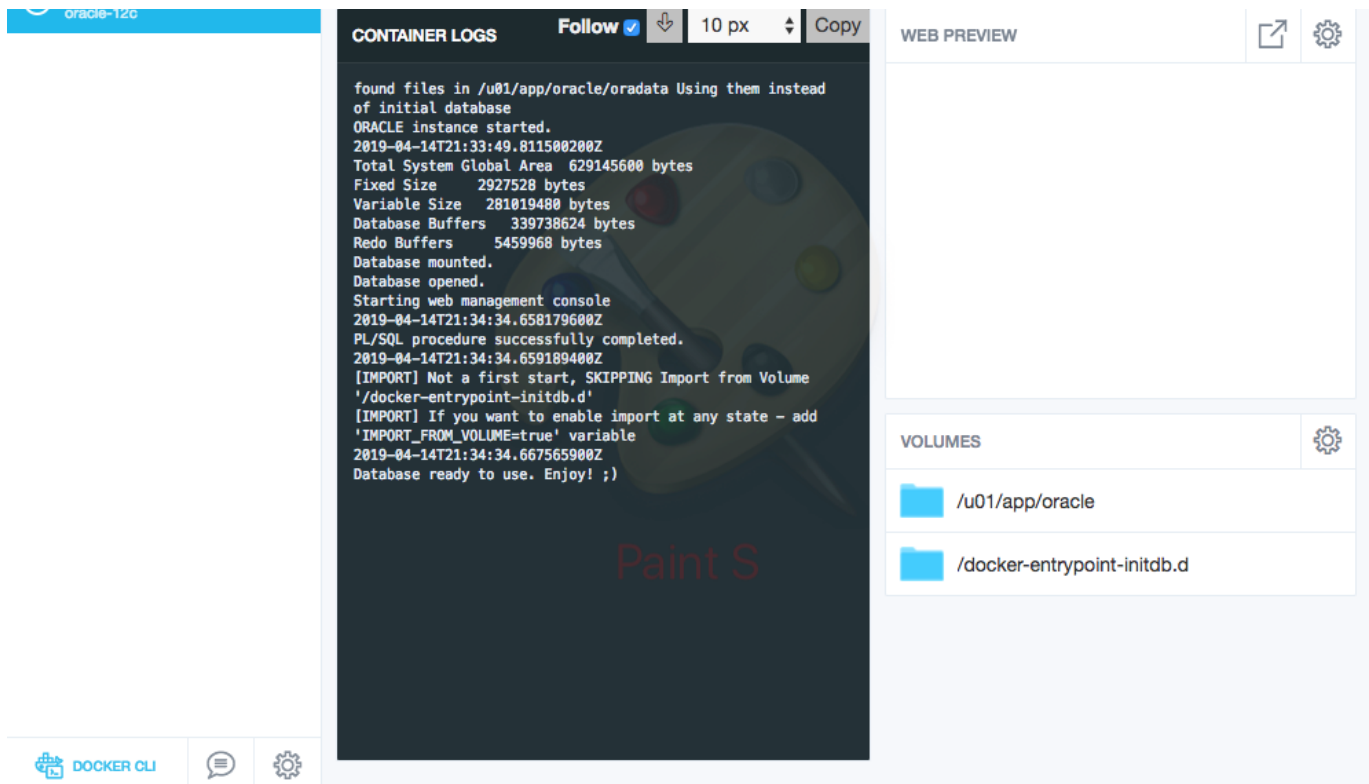 oracle-12c
CONTAINER LOGS
Follow
10 px
Copy
found files in /u01/app/oracle/oradata Using them instead
of initial database
ORACLE instance started.
2019-04-14T21:33:49.811500200Z
Total System Global Area  629145600 bytes
Fixed Size     2927528 bytes
Variable Size   281019480 bytes
Database Buffers   339738624 bytes
Redo Buffers     5459968 bytes
Database mounted.
Database opened.
Starting web management console
2019-04-14T21:34:34.658179600Z
PL/SQL procedure successfully completed.
2019-04-14T21:34:34.659189400Z
[IMPORT] Not a first start, SKIPPING Import from Volume
'/docker-entrypoint-initdb.d'
[IMPORT] If you want to enable import at any state – add
'IMPORT_FROM_VOLUME=true' variable
2019-04-14T21:34:34.667565900Z
Database ready to use. Enjoy! ;)
Paint S
WEB PREVIEW
VOLUMES
/u01/app/oracle
/docker-entrypoint-initdb.d
DOCKER CLI